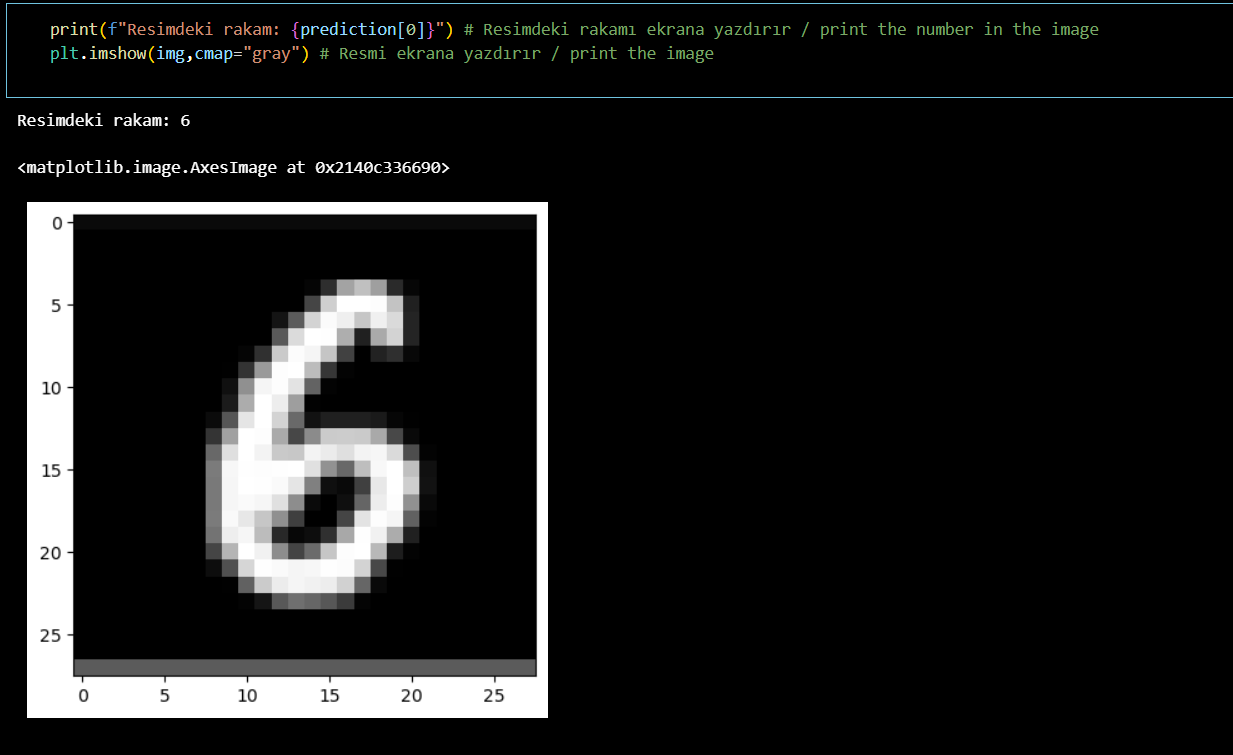 print(f"Resimdeki rakam: {prediction[0]}") # Resimdeki rakamı ekrana yazdırır / print the number in the image
plt.imshow(img,cmap="gray") # Resmi ekrana yazdırır / print the image
Resimdeki rakam: 6
<matplotlib.image.AxesImage at 0x2140c336690>
0
5
10
15
20
25
6
0 5 10 15 20 25